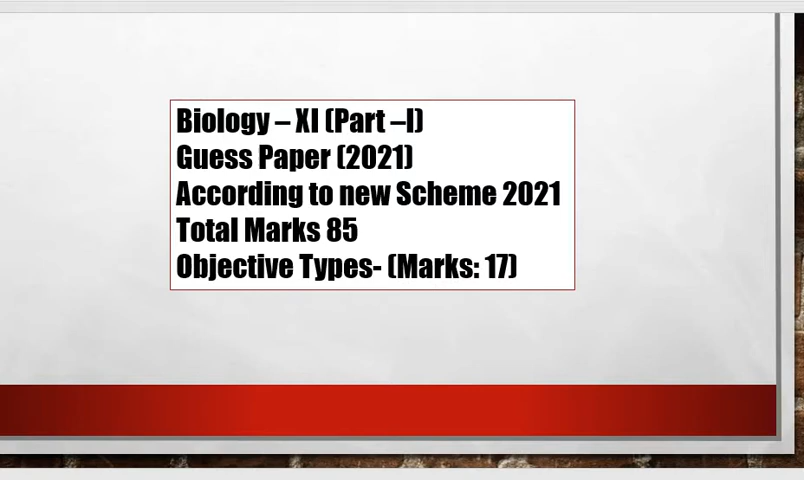 Biology – XI (Part –I)
Guess Paper (2021)
According to new Scheme 2021
Total Marks 85
Objective Types- (Marks: 17)